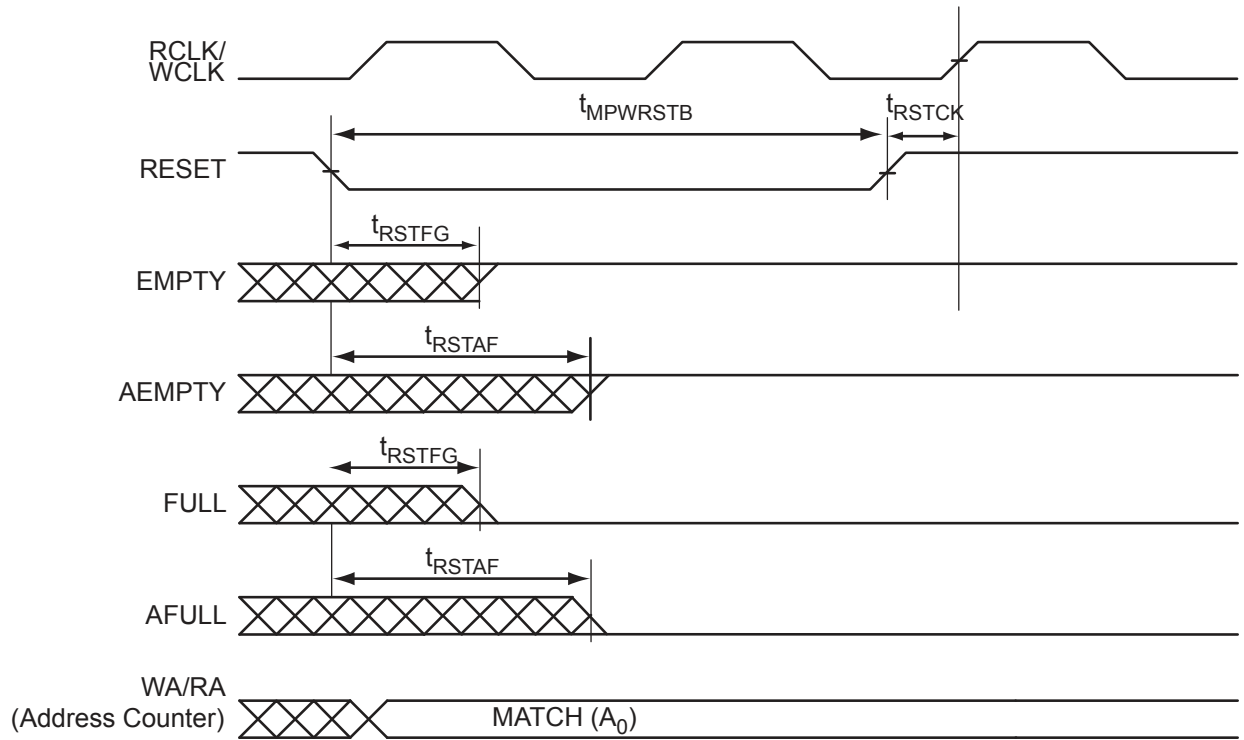 RCLK/
WCLK
tMPWRSTB
tRSTCK
RESET
tRSTFG
EMPTY
tRSTAF
AEMPTY
tRSTFG
FULL
tRSTAF
AFULL
WA/RA
(Address Counter)
MATCH (A0)